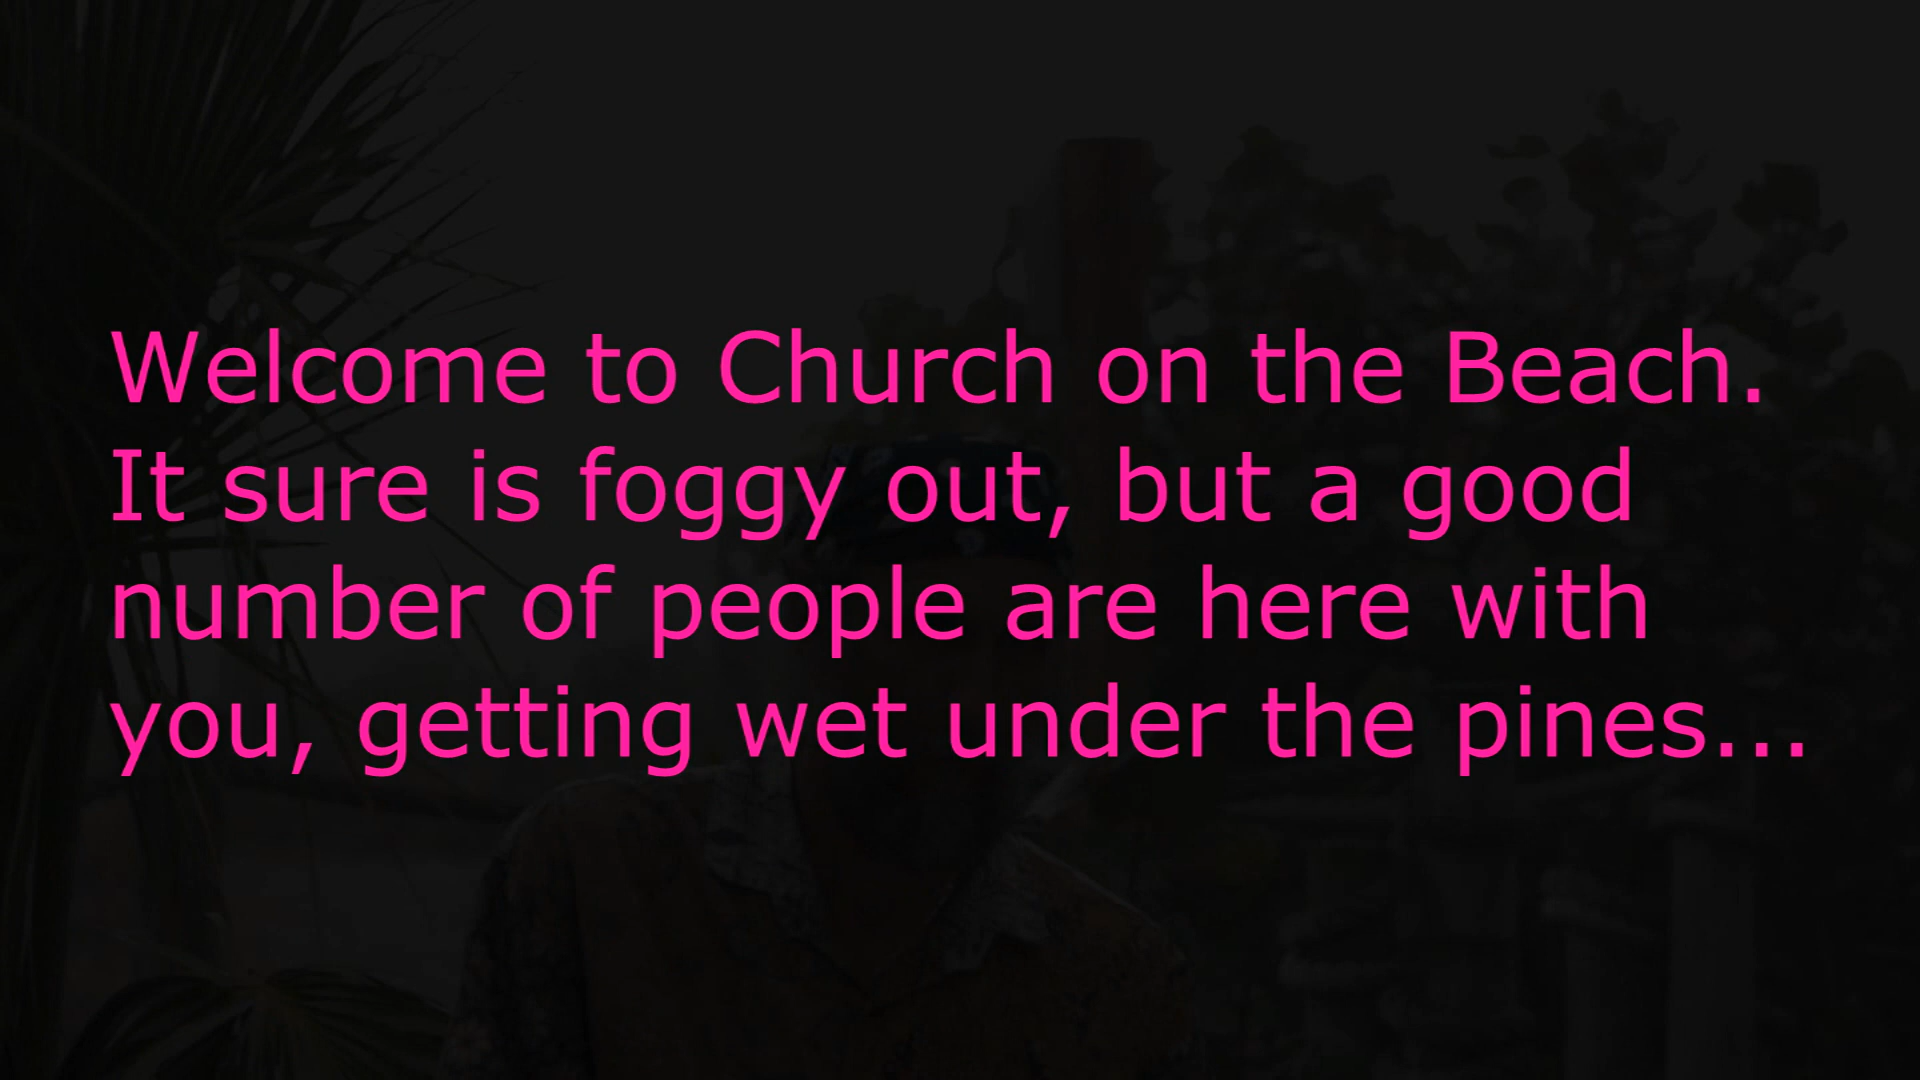 Welcome to Church on the Beach.
It sure is foggy out, but a good
number of people are here with
you, getting wet under the pines...